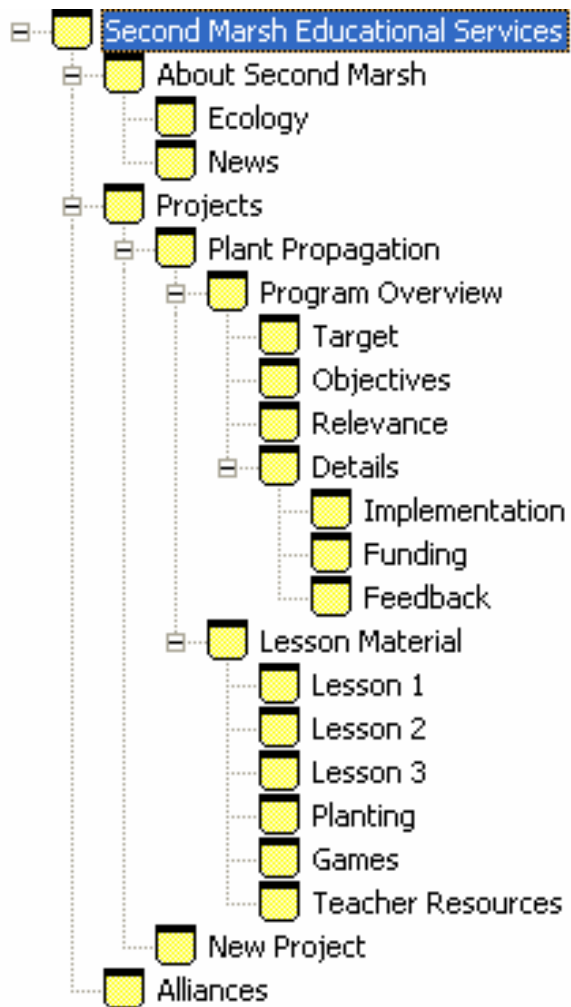 Second Marsh Educational Services
About Second Marsh
Ecology
News
Projects
Plant Propagation
Program Overview
Target
Objectives
Relevance
Details
Implementation
Funding
Feedback
Lesson Material
Lesson 1
Lesson 2
Lesson 3
Planting
Games
Teacher Resources
New Project
Alliances